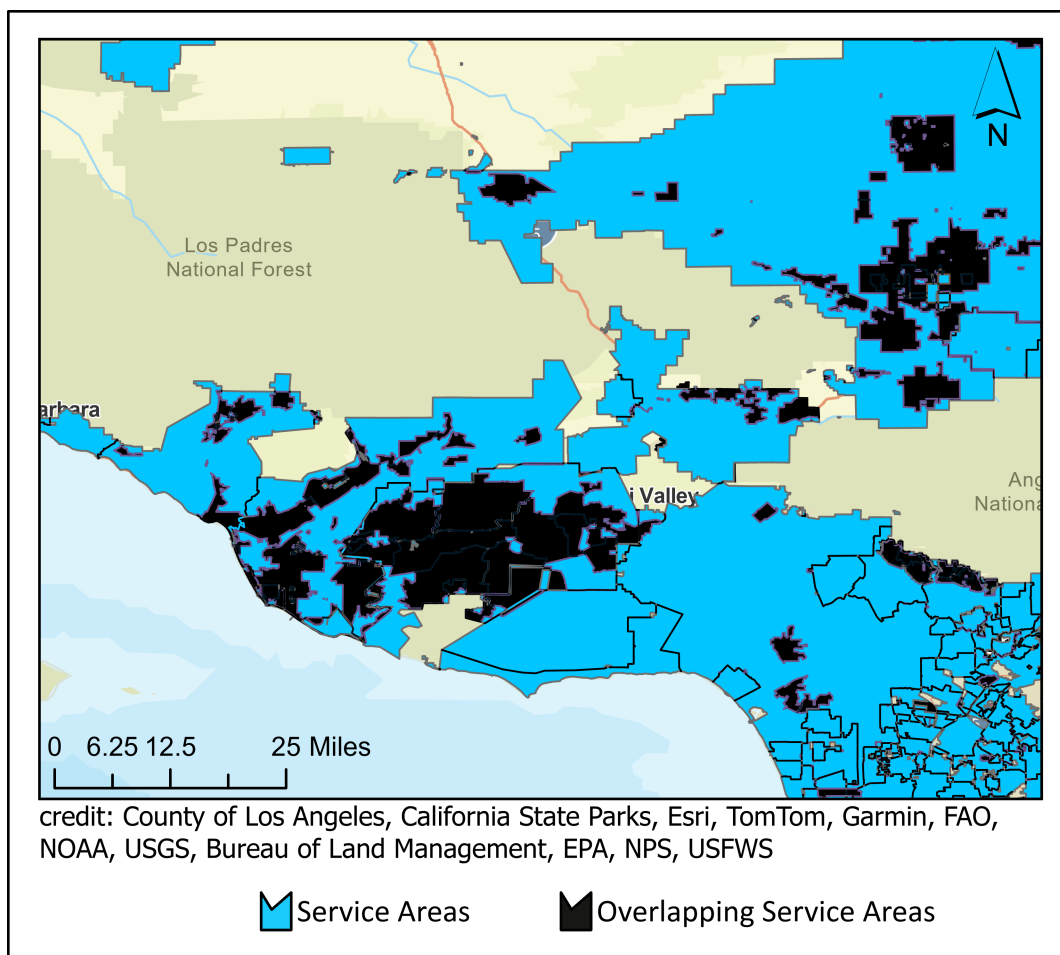 N
Los Padres
National Forest
arbara
i Valley
Ang
Nationa
0 6.25 12.5 25 Miles
credit: County of Los Angeles, California State Parks, Esri, TomTom, Garmin, FAO,
NOAA, USGS, Bureau of Land Management, EPA, NPS, USFWS
Service Areas
Overlapping Service Areas